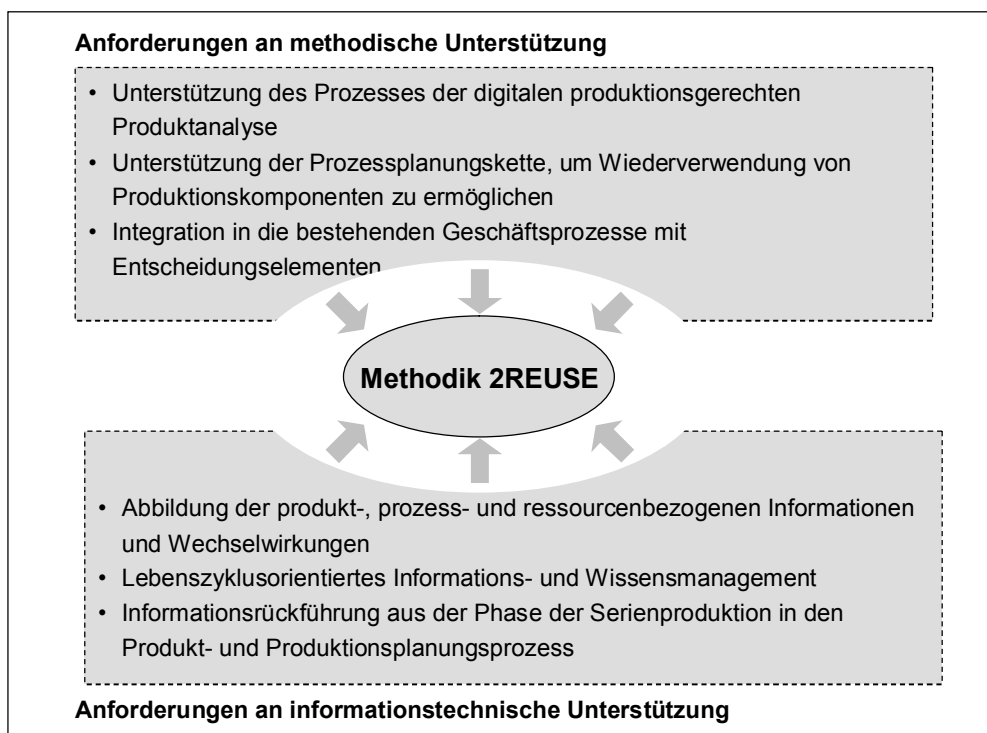 Anforderungen an methodische Unterstützung
• Unterstützung des Prozesses der digitalen produktionsgerechten
Produktanalyse
• Unterstützung der Prozessplanungskette, um Wiederverwendung von
Produktionskomponenten zu ermöglichen
• Integration in die bestehenden Geschäftsprozesse mit
Entscheidungselementen
Methodik 2REUSE
• Abbildung der produkt-, prozess- und ressourcenbezogenen Informationen
und Wechselwirkungen
• Lebenszyklusorientiertes Informations- und Wissensmanagement
• Informationsrückführung aus der Phase der Serienproduktion in den
Produkt- und Produktionsplanungsprozess
Anforderungen an informationstechnische Unterstützung